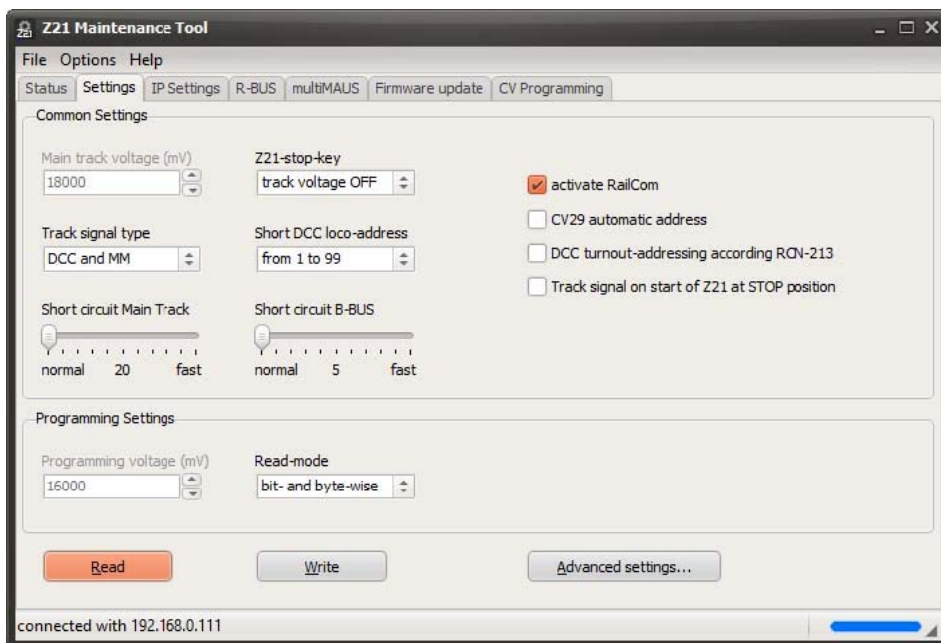 Z21 Maintenance Tool
File Options Help
Status Settings IP Settings R-BUS multiMAUS Firmware update CV Programming
Common Settings
Main track voltage (mV)
18000
Z21-stop-key
track voltage OFF
activate RailCom
CV29 automatic address
Track signal type
DCC and MM
Short DCC loco-address
from 1 to 99
DCC turnout-addressing according RCN-213
Track signal on start of Z21 at STOP position
Short circuit Main Track
normal 20 fast
Short circuit B-BUS
normal 5 fast
Programming Settings
Programming voltage (mV)
16000
Read-mode
bit- and byte-wise
Read Write Advanced settings...
connected with 192.168.0.111